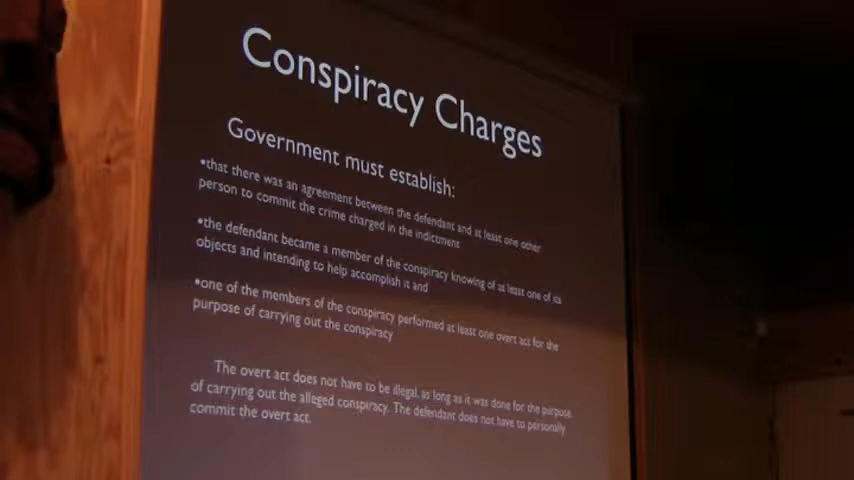 Conspiracy Charges
Government must establish:
•that there was an agreement between the defendant and at least one other
person to commit the crime charged in the indictment
•the defendant became a member of the conspiracy knowing of at least one of its
objects and intending to help accomplish it and
•one of the members of the conspiracy performed at least one overt act for the
purpose of carrying out the conspiracy
The overt act does not have to be illegal, as long as it was done for the purpose
of carrying out the alleged conspiracy. The defendant does not have to personally
commit the overt act.